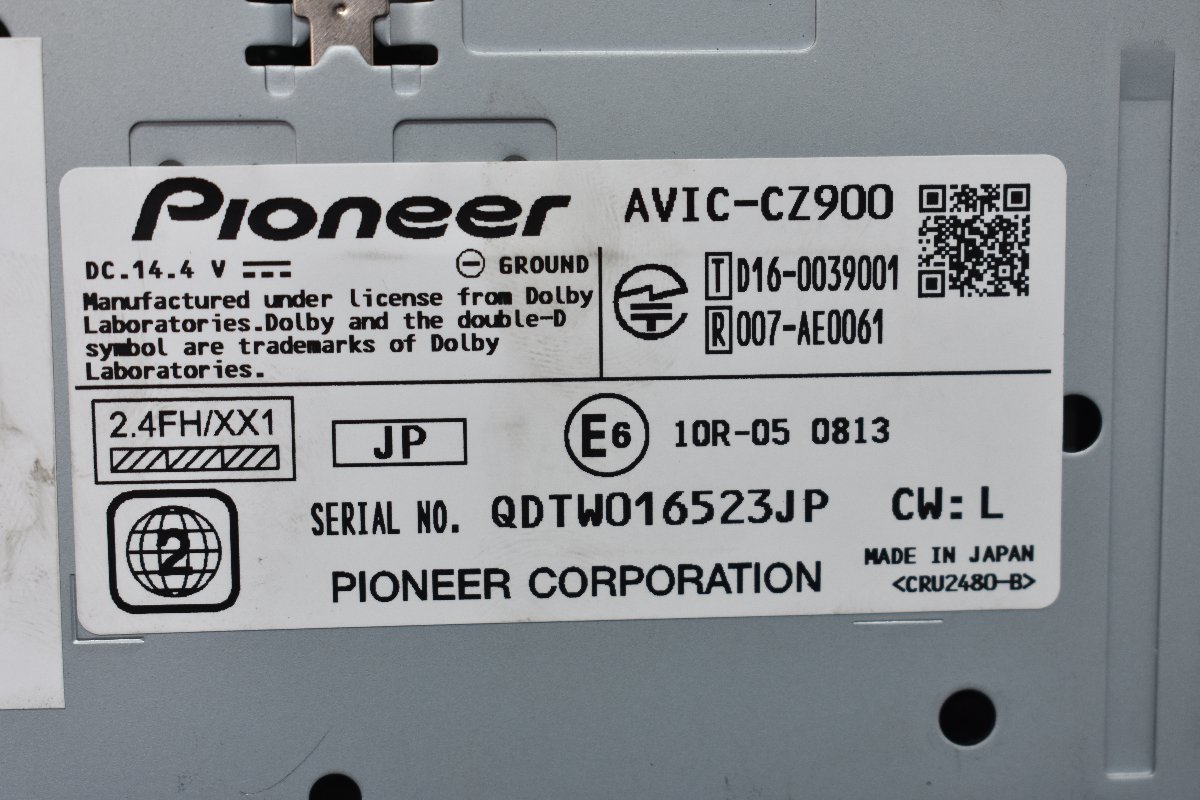 Pioneer
AVIC-CZ900
DC.14.4 V
GROUND
Manufactured under license from Dolby
Laboratories.Dolby and the double-D
symbol are trademarks of Dolby
Laboratories.
T D16-0039001
R 007-AE0061
2.4FH/XX1
JP
E6
10R-05 0813
2
SERIAL NO. QDTW016523JP
CW: L
PIONEER CORPORATION
MADE IN JAPAN
<CRU2480-B>